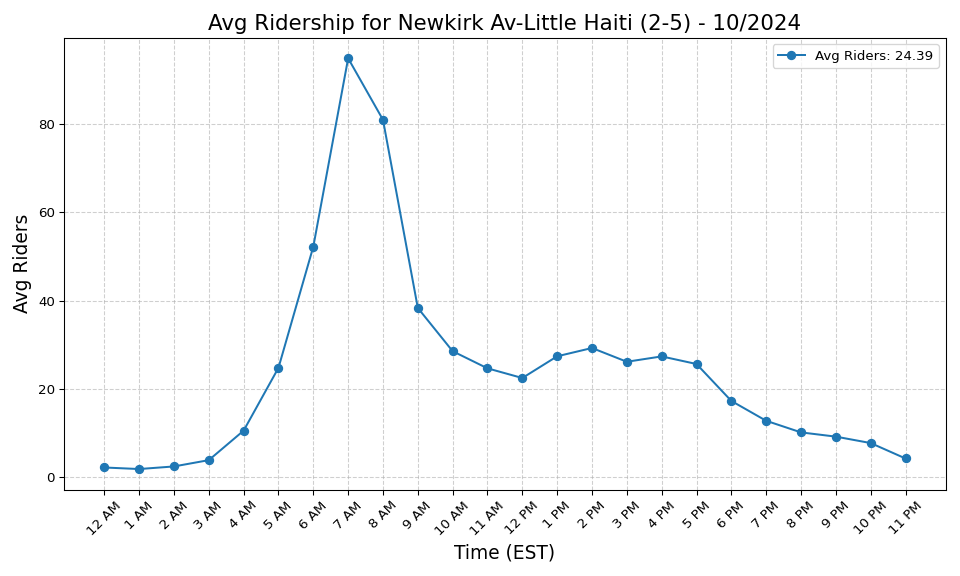 Avg Ridership for Newkirk Av-Little Haiti (2-5) - 10/2024
Avg Riders: 24.39
Avg Riders
80
60
40
20
0
12 AM
1 AM
2 AM
3 AM
4 AM
5 AM
6 AM
7 AM
8 AM
9 AM
10 AM
11 AM
12 PM
1 PM
2 PM
3 PM
4 PM
5 PM
6 PM
7 PM
8 PM
9 PM
10 PM
11 PM
Time (EST)